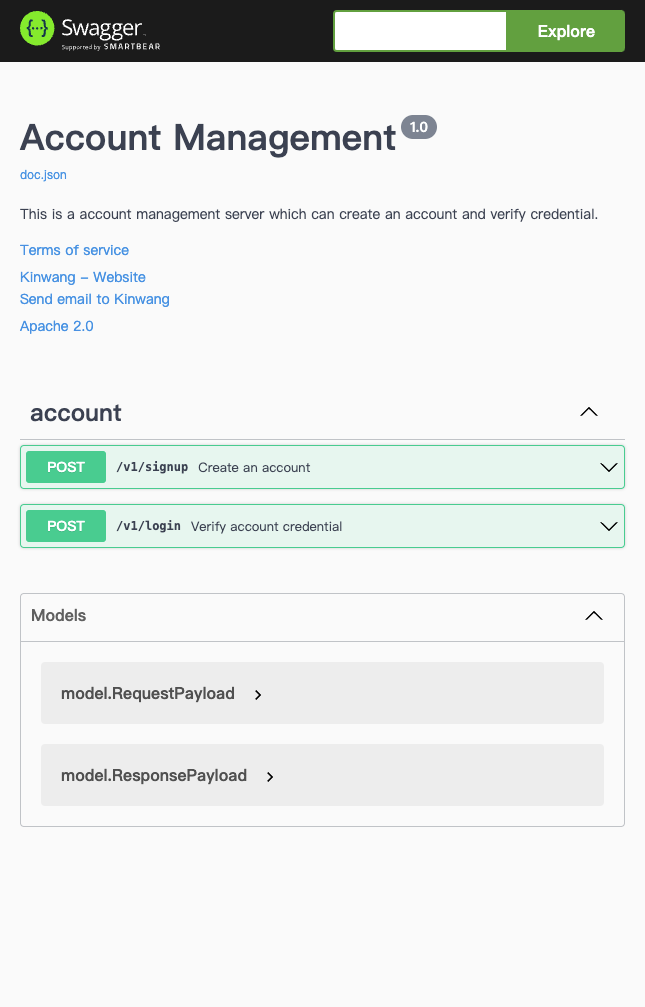 {···} Swagger
Supported by SMARTBEAR
Explore
Account Management 1.0
doc.json
This is a account management server which can create an account and verify credential.
Terms of service
Kinwang – Website
Send email to Kinwang
Apache 2.0
account
POST /v1/signup Create an account
POST /v1/login Verify account credential
Models
model.RequestPayload
model.ResponsePayload